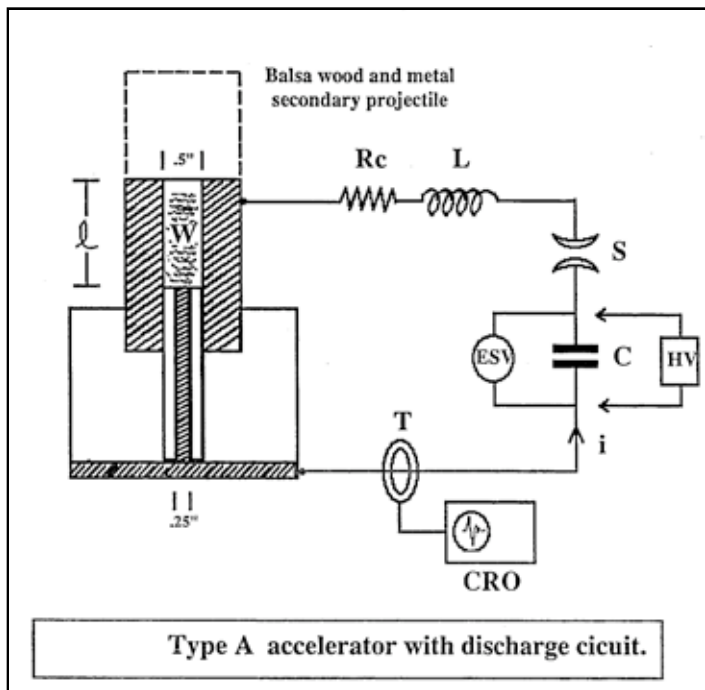 Balsa wood and metal
secondary projectile
.5"
Rc
L
ℓ
W
S
ESV
C
HV
T
i
.25"
CRO
Type A accelerator with discharge cicuit.